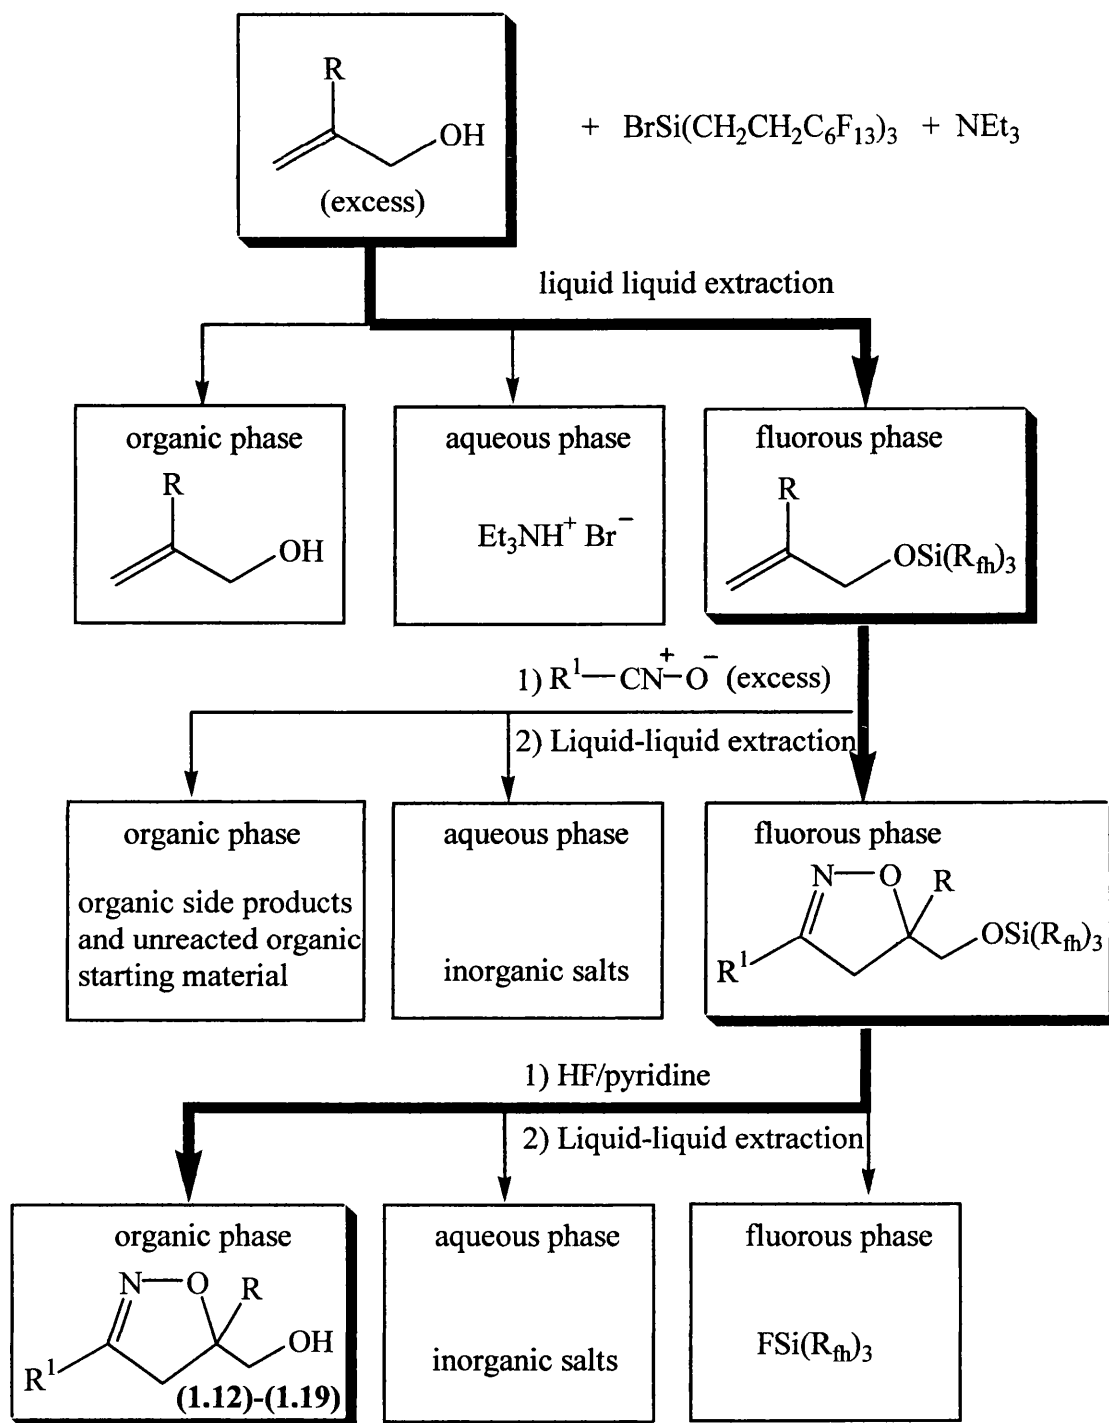 R
OH
(excess)
+ BrSi(CH₂CH₂C₆F₁₃)₃ + NEt₃
liquid liquid extraction
organic phase
R
OH
aqueous phase
Et₃NH⁺ Br⁻
fluorous phase
R
OSi(R_fh)₃
1) R¹—CN⁺-O⁻ (excess)
2) Liquid-liquid extraction
organic phase
organic side products
and unreacted organic
starting material
aqueous phase
inorganic salts
fluorous phase
N—O
R
OSi(R_fh)₃
R¹
1) HF/pyridine
2) Liquid-liquid extraction
organic phase
N—O
R
OH
R¹
(1.12)-(1.19)
aqueous phase
inorganic salts
fluorous phase
FSi(R_fh)₃